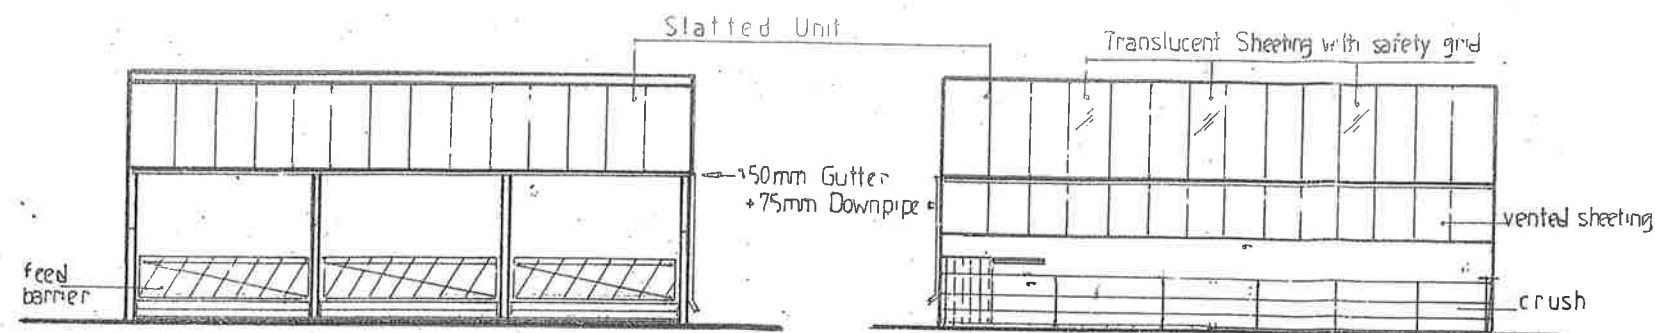 Slatted Unit
Translucent Sheeting with safety grid
150mm Gutter
+75mm Downpipe
vented sheeting
feed
barrier
crush